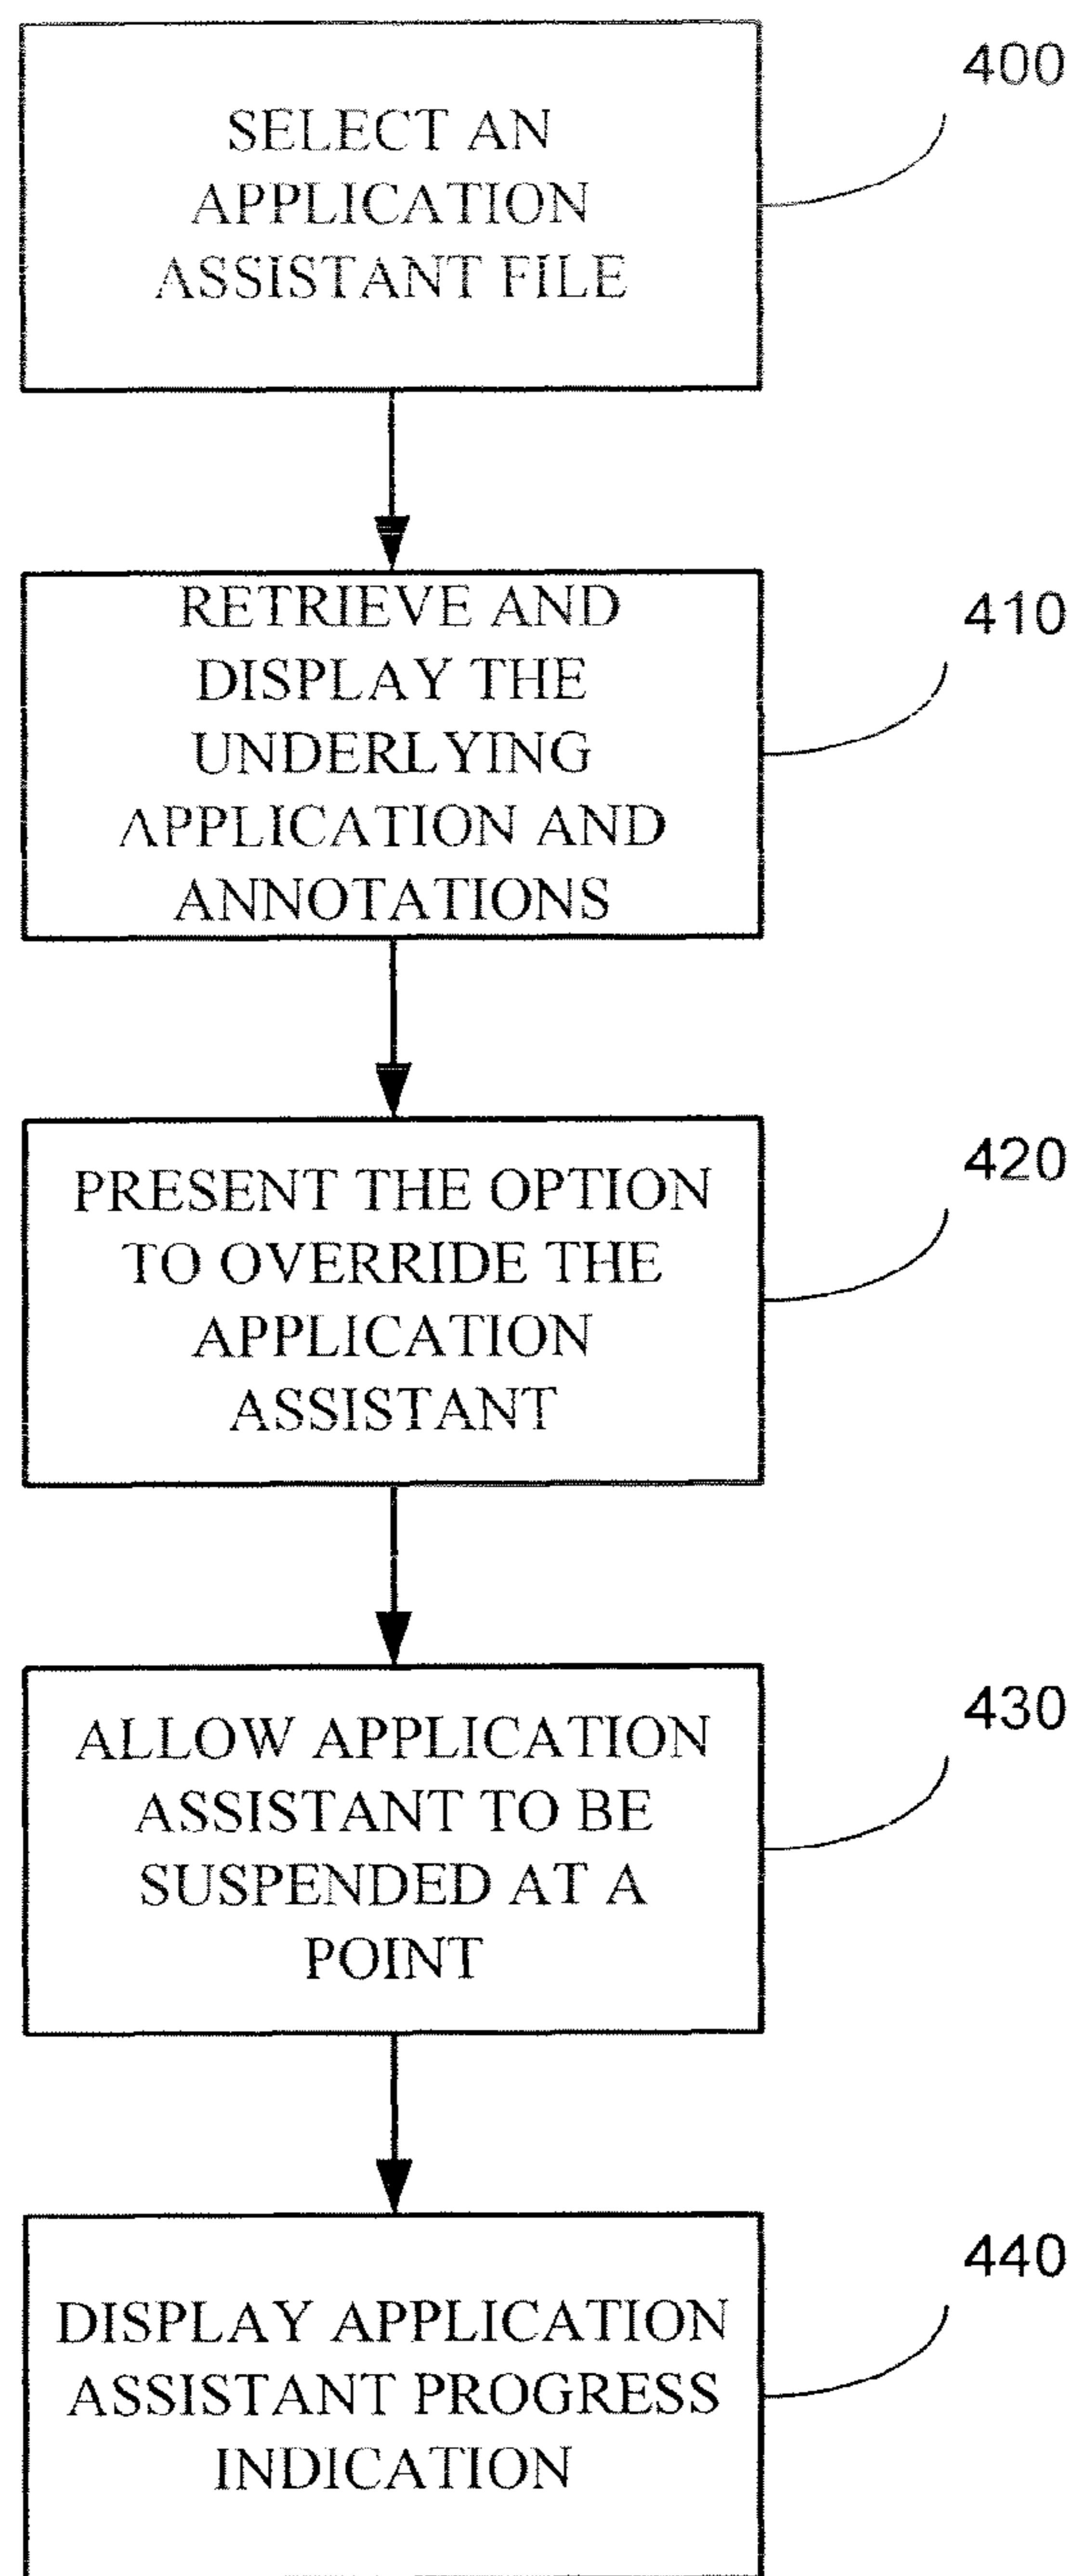 400
SELECT AN
APPLICATION
ASSISTANT FILE
410
RETRIEVE AND
DISPLAY THE
UNDERLYING
APPLICATION AND
ANNOTATIONS
420
PRESENT THE OPTION
TO OVERRIDE THE
APPLICATION
ASSISTANT
430
ALLOW APPLICATION
ASSISTANT TO BE
SUSPENDED AT A
POINT
440
DISPLAY APPLICATION
ASSISTANT PROGRESS
INDICATION